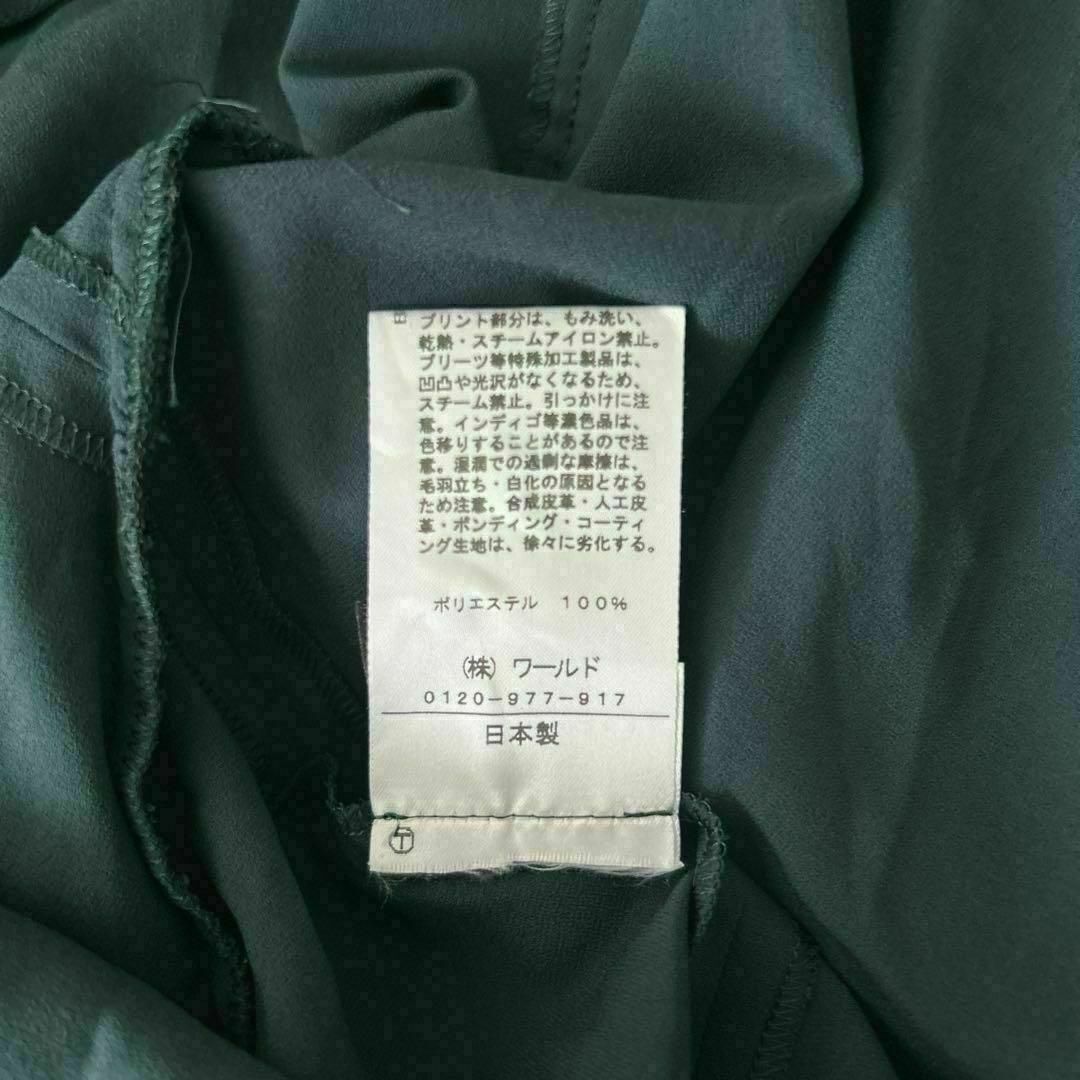 プリント部分は、もみ洗い、
乾熱・スチームアイロン禁止。
プリーツ等特殊加工製品は、
凹凸や光沢がなくなるため、
スチーム禁止。引っかけに注
意。インディゴ等濃色品は、
色移りすることがあるので注
意。湿潤での過剰な摩擦は、
毛羽立ち・白化の原因となる
ため注意。合成皮革・人工皮
革・ボンディング・コーティ
ング生地は、徐々に劣化する。
ポリエステル 100%
(株)ワールド
0120-977-917
日本製
T